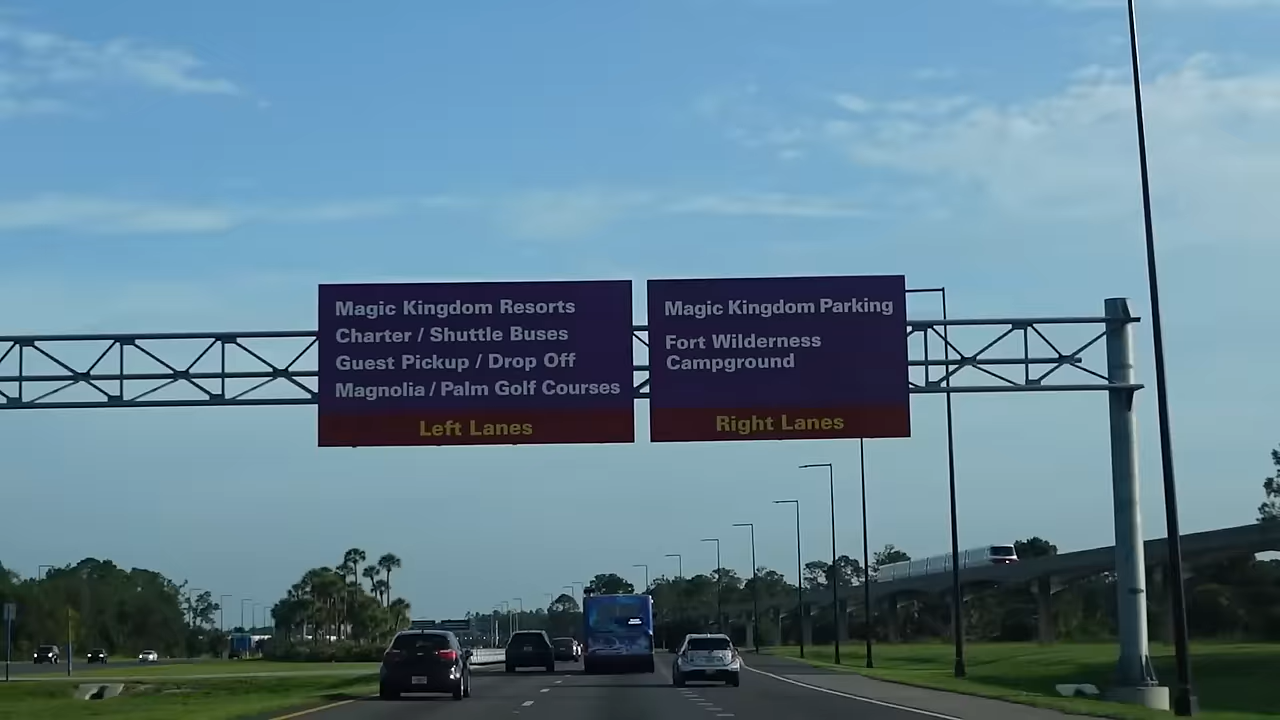 Magic Kingdom Resorts
Charter / Shuttle Buses
Guest Pickup / Drop Off
Magnolia / Palm Golf Courses
Left Lanes
Magic Kingdom Parking
Fort Wilderness
Campground
Right Lanes